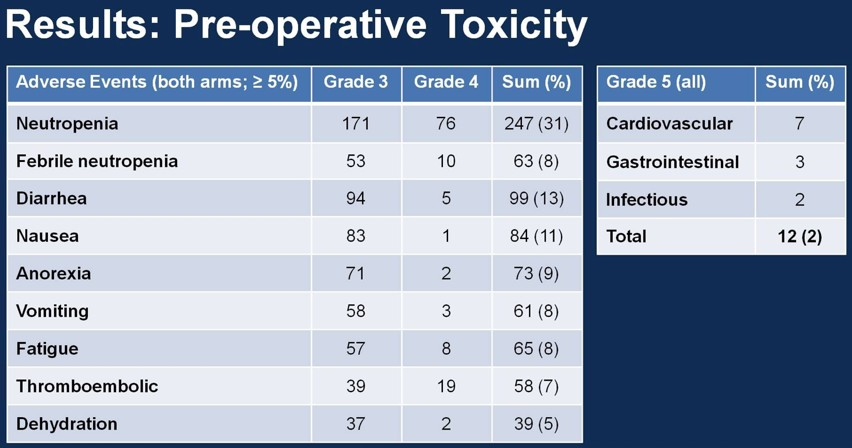 Results: Pre-operative Toxicity
Adverse Events (both arms; ≥ 5%) Grade 3 Grade 4 Sum (%)
Neutropenia 171 76 247 (31)
Febrile neutropenia 53 10 63 (8)
Diarrhea 94 5 99 (13)
Nausea 83 1 84 (11)
Anorexia 71 2 73 (9)
Vomiting 58 3 61 (8)
Fatigue 57 8 65 (8)
Thromboembolic 39 19 58 (7)
Dehydration 37 2 39 (5)
Grade 5 (all) Sum (%)
Cardiovascular 7
Gastrointestinal 3
Infectious 2
Total 12 (2)